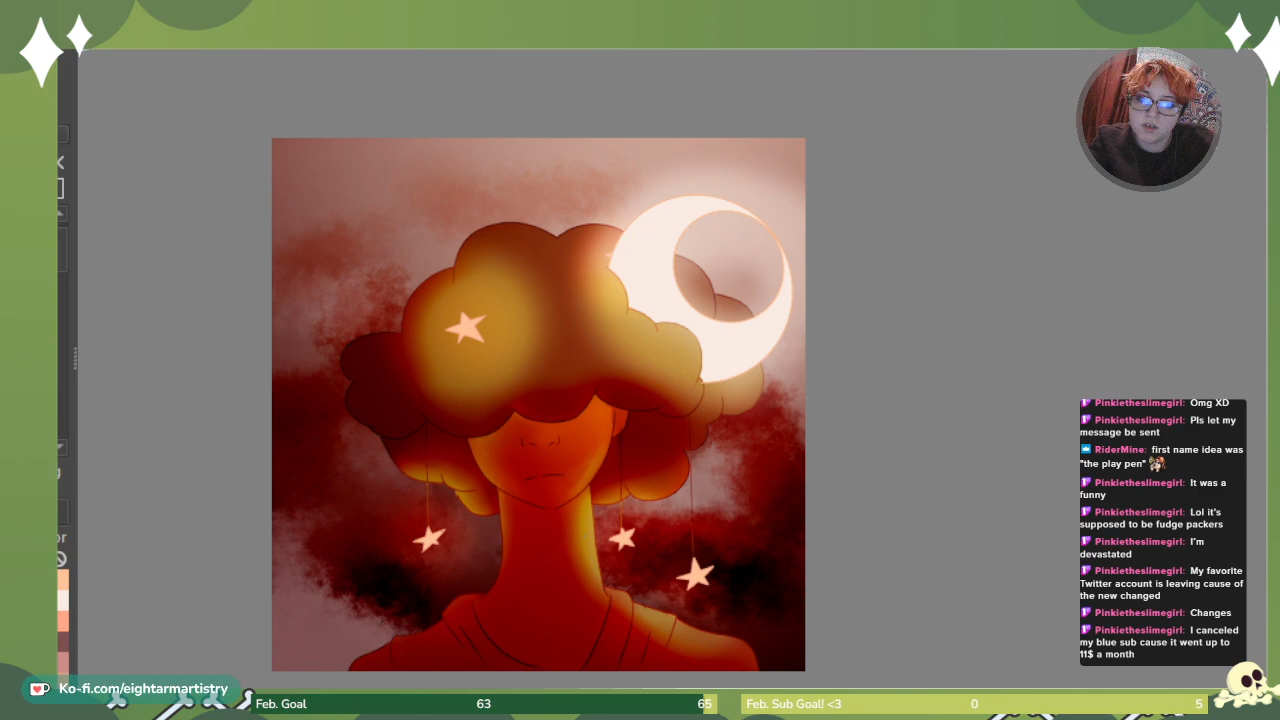 Pinkietheslimegirl: Omg XD
Pinkietheslimegirl: Pls let my
message be sent
RiderMine: first name idea was
"the play pen"
Pinkietheslimegirl: It was a
funny
Pinkietheslimegirl: Lol it's
supposed to be fudge packers
Pinkietheslimegirl: I'm
devastated
Pinkietheslimegirl: My favorite
Twitter account is leaving cause of
the new changed
Pinkietheslimegirl: Changes
Pinkietheslimegirl: I canceled
my blue sub cause it went up to
11$ a month
Ko-fi.com/eightarmartistry
Feb. Goal 63 65
Feb. Sub Goal! <3 0 5